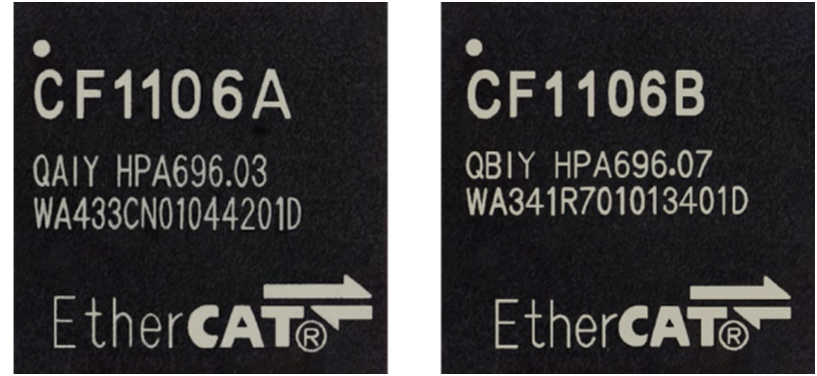 CF1106A
QAIY HPA696.03
WA433CN01044201D
EtherCAT®
CF1106B
QBIY HPA696.07
WA341R701013401D
EtherCAT®